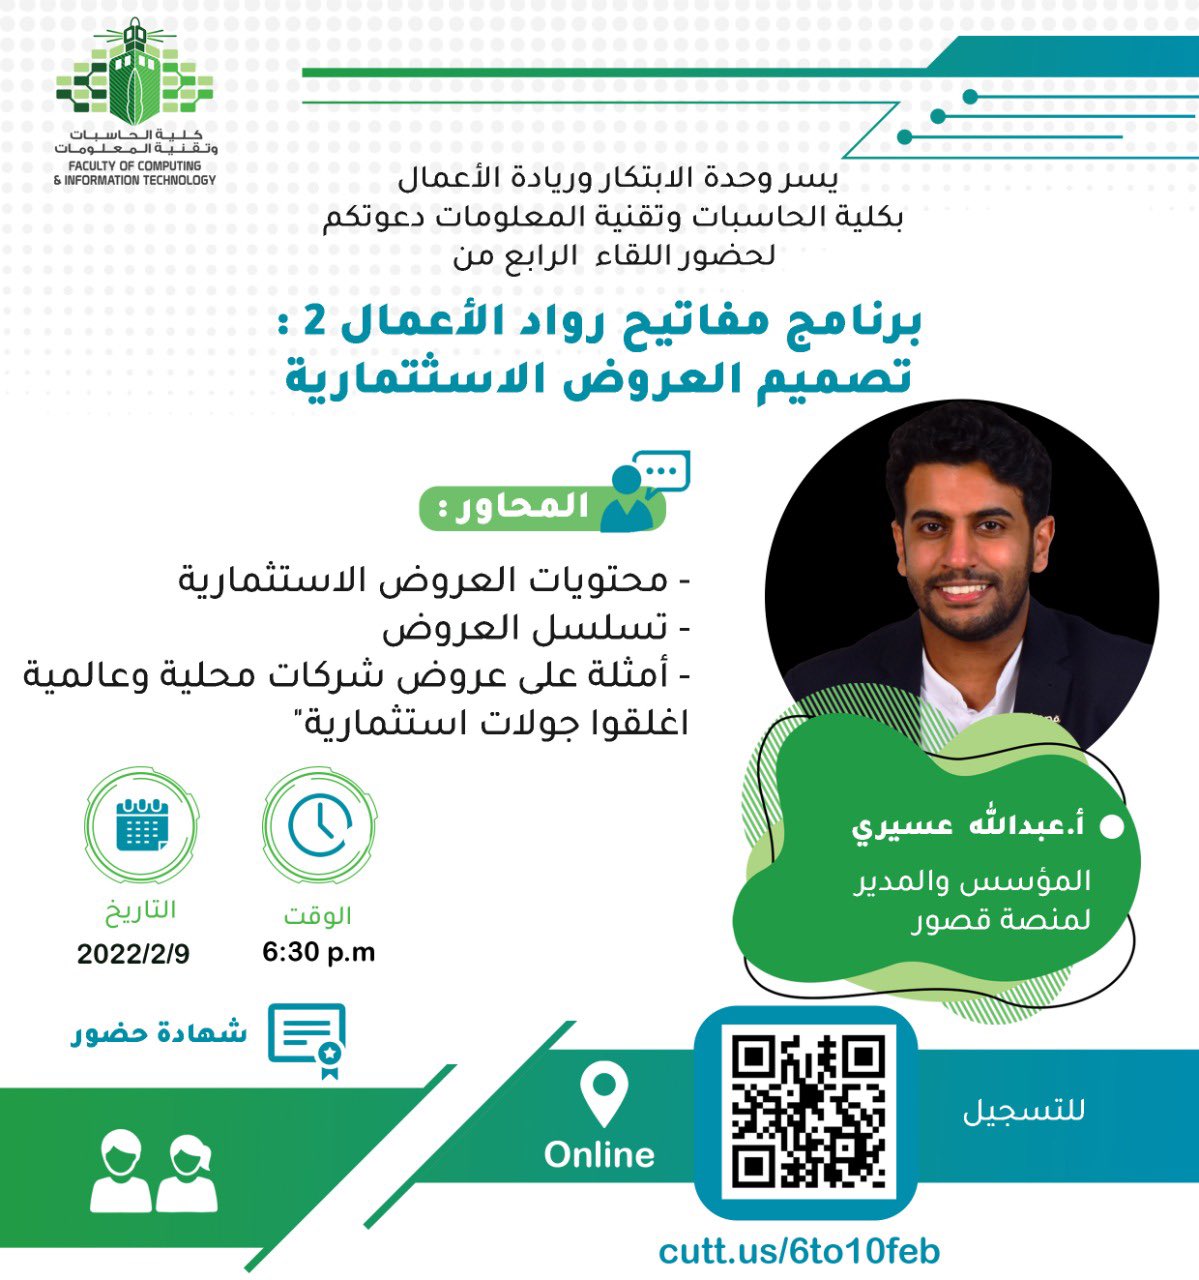 كلية الحاسبات
وتقنية المعلومات
FACULTY OF COMPUTING
& INFORMATION TECHNOLOGY
يسر وحدة الابتكار وريادة الأعمال
بكلية الحاسبات وتقنية المعلومات دعوتكم
لحضور اللقاء الرابع من
برنامج مفاتيح رواد الأعمال 2 :
تصميم العروض الاسثتمارية
المحاور :
- محتويات العروض الاستثمارية
- تسلسل العروض
- أمثلة على عروض شركات محلية وعالمية
اغلقوا جولات استثمارية"
أ.عبدالله عسيري
المؤسس والمدير
لمنصة قصور
الوقت
6:30 p.m
التاريخ
2022/2/9
شهادة حضور
Online
للتسجيل
cutt.us/6to10feb